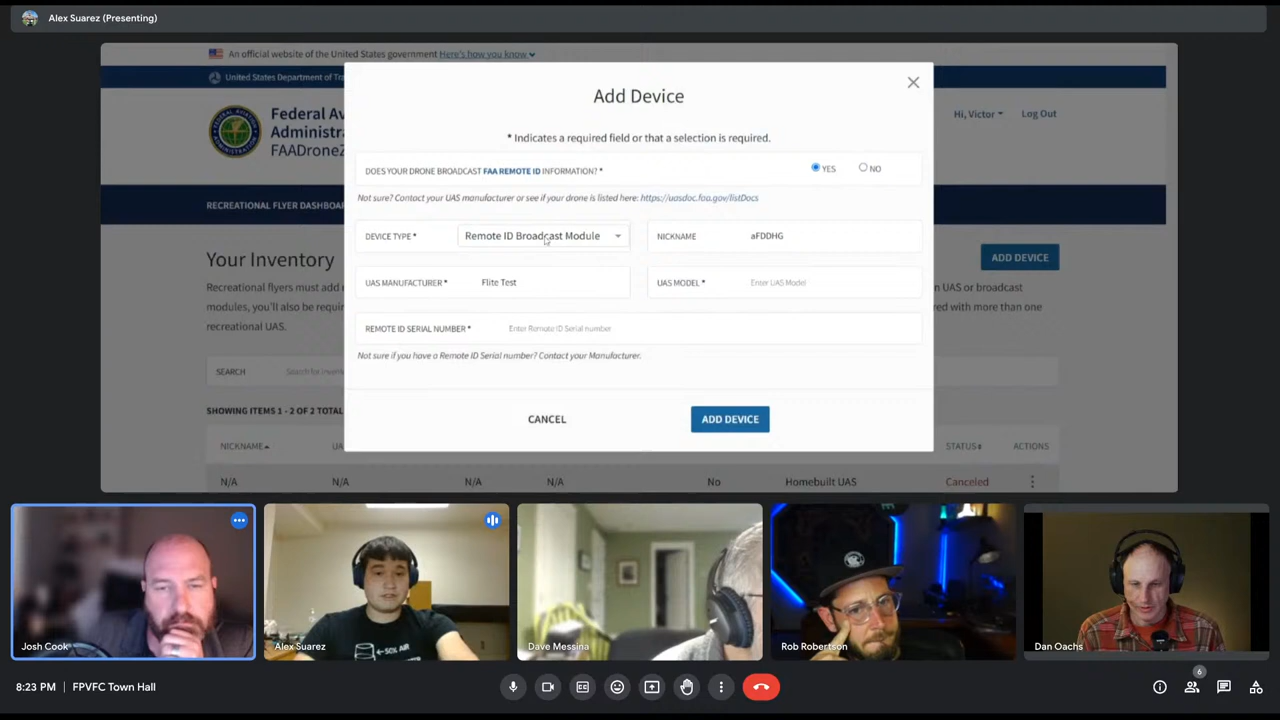 Alex Suarez (Presenting)
An official website of the United States government Here's how you know
United States Department of
Federal
Administra
FAADrone
Hi, Victor
Log Out
RECREATIONAL FLYER
Your Inventory
ADD DEVICE
Recreational flyers must add
UAS or broadcast
modules, you'll also be
with more than
one
recreational UAS.
SEARCH
Search for
SHOWING ITEMS 1 - 2 OF 2 TOTAL
NICKNAME
STATUS
ACTIONS
N/A N/A N/A N/A No Homebuilt UAS Canceled
Add Device
* Indicates a required field or that a selection is required.
DOES YOUR DRONE BROADCAST FAA REMOTE ID INFORMATION? *
YES
NO
Not sure? Contact your UAS manufacturer or see if your drone is listed here: https://uasdoc.faa.gov/listDocs
DEVICE TYPE *
Remote ID Broadcast Module
NICKNAME
aFDDHG
UAS MANUFACTURER *
Flite Test
UAS MODEL *
Enter UAS Model
REMOTE ID SERIAL NUMBER *
Enter Remote ID Serial number
Not sure if you have a Remote ID Serial number? Contact your Manufacturer.
CANCEL
ADD DEVICE
Josh Cook
Alex Suarez
Dave Messina
Rob Robertson
Dan Oachs
8:23 PM | FPVFC Town Hall
6